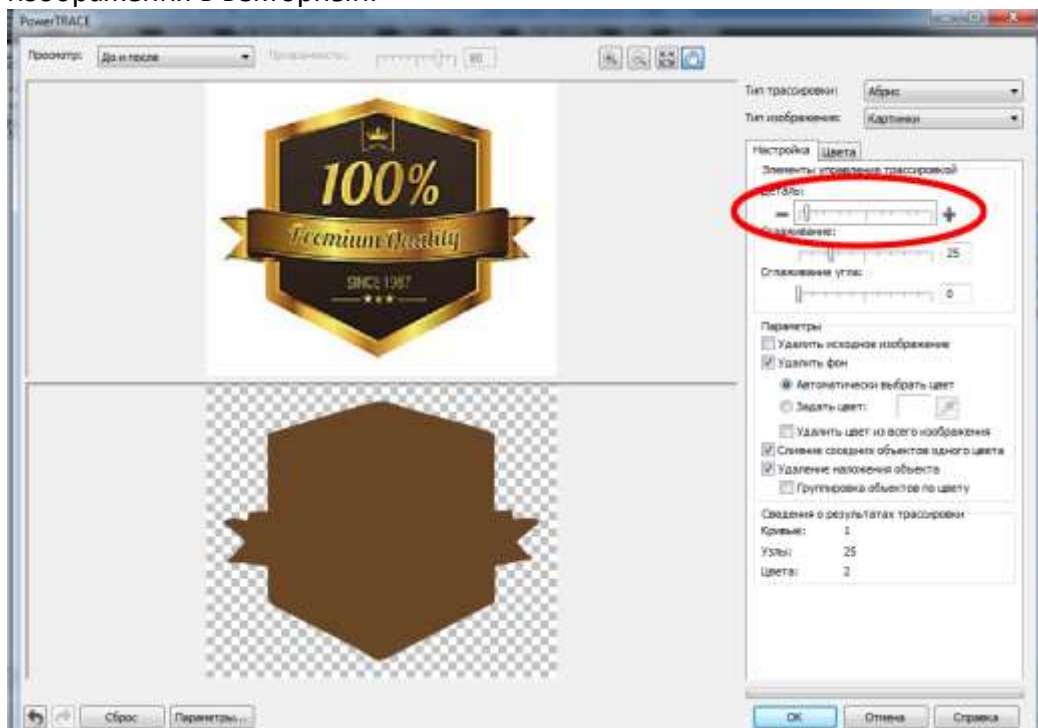 PowerTRACE
Просмотр: До и после
Тип трассировки: Абрис
Тип изображения: Картинки
100%
Premium Quality
SINCE 1987
Настройка Цвета
Элементы управления трассировкой
Деталь:
Сглаживание:
25
Сглаживание угла:
0
Параметры
Удалить исходное изображение
Удалить фон
Автоматически выбрать цвет
Задать цвет:
Удалить цвет из всего изображения
Слияние соседних объектов одного цвета
Удаление наложения объекта
Группировка объектов по цвету
Сведения о результатах трассировки
Кривые: 1
Узлы: 25
Цвета: 2
Сброс Параметры... ОК Отмена Справка